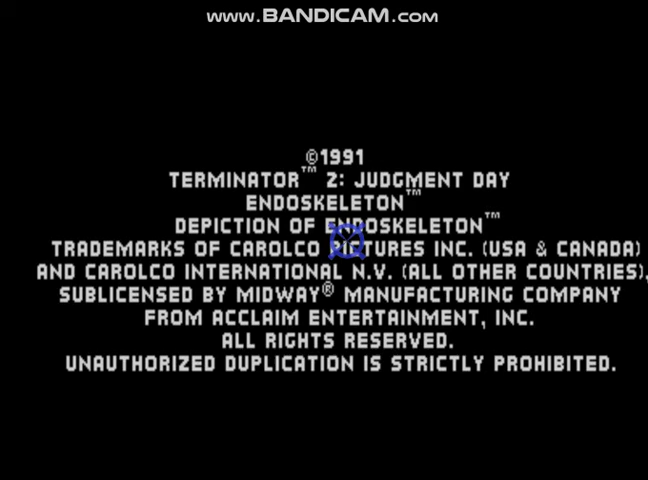 www.BANDICAM.com
©1991
TERMINATOR™ 2: JUDGMENT DAY
ENDOSKELETON™
DEPICTION OF ENDOSKELETON™
TRADEMARKS OF CAROLCO PICTURES INC. (USA & CANADA)
AND CAROLCO INTERNATIONAL N.V. (ALL OTHER COUNTRIES),
SUBLICENSED BY MIDWAY® MANUFACTURING COMPANY
FROM ACCLAIM ENTERTAINMENT, INC.
ALL RIGHTS RESERVED.
UNAUTHORIZED DUPLICATION IS STRICTLY PROHIBITED.